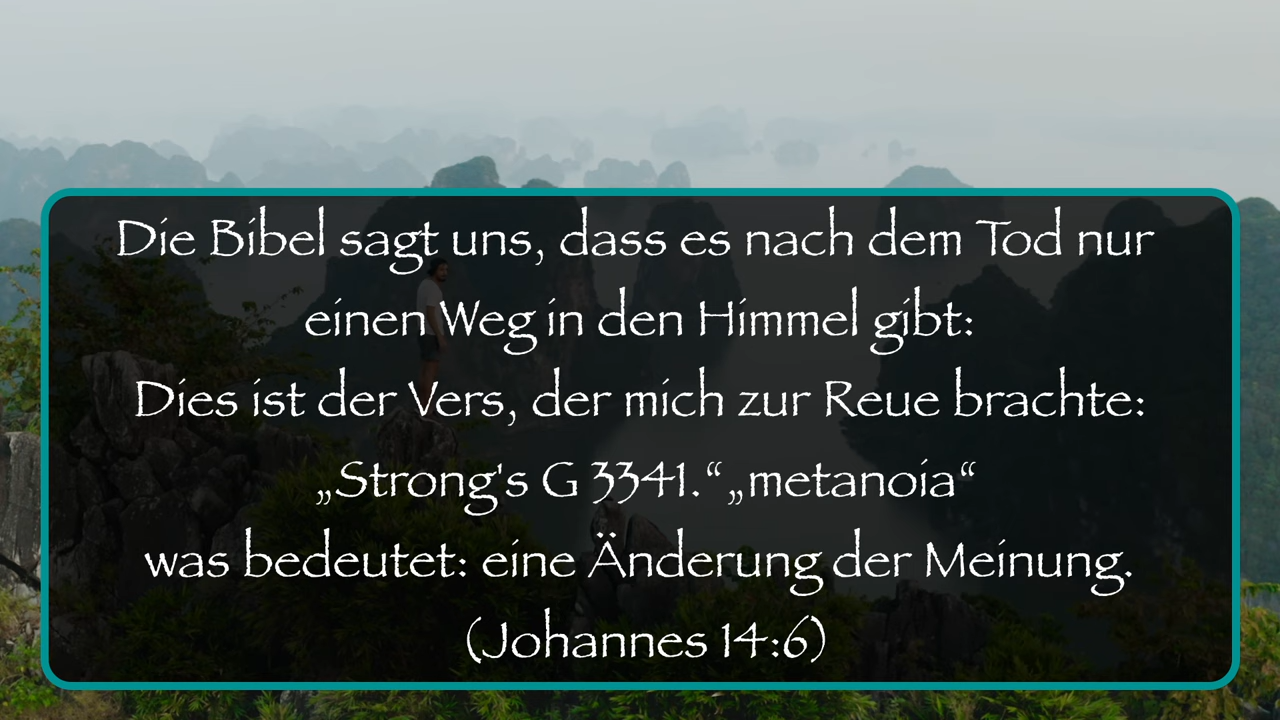 Die Bibel sagt uns, dass es nach dem Tod nur
einen Weg in den Himmel gibt:
Dies ist der Vers, der mich zur Reue brachte:
„Strong's G 3341.“ „metanoia“
was bedeutet: eine Änderung der Meinung.
(Johannes 14:6)